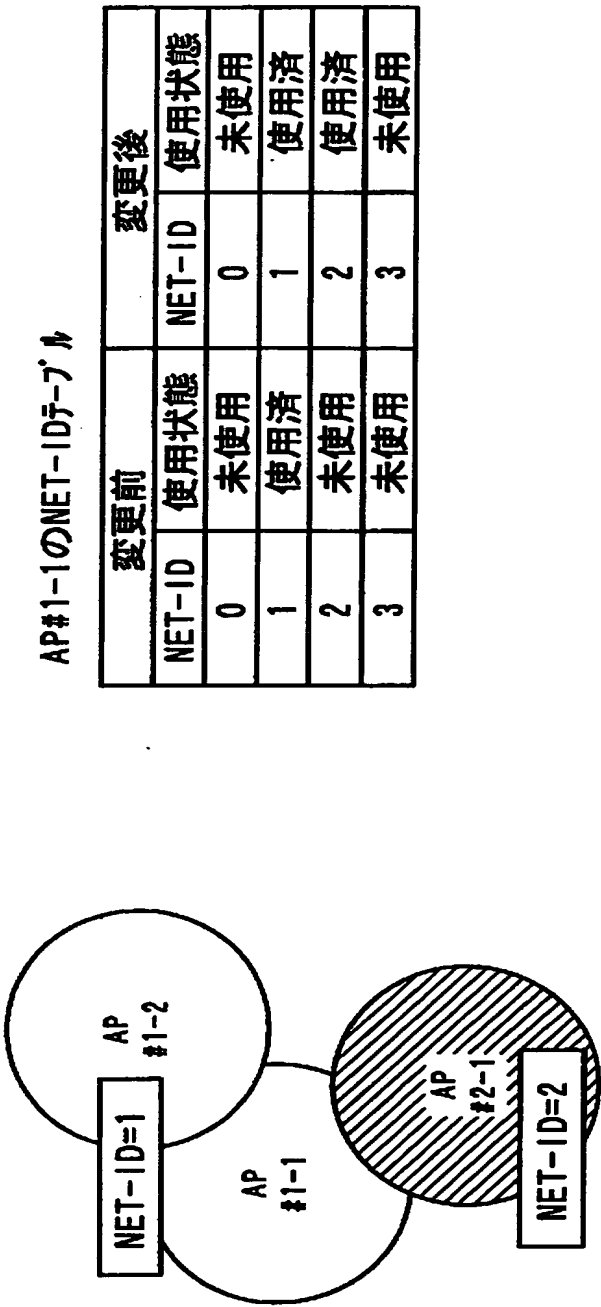 AP#1-1のNET-IDテーブル
変更前 変更後
NET-ID 使用状態 NET-ID 使用状態
0 未使用 0 未使用
1 使用済 1 使用済
2 未使用 2 使用済
3 未使用 3 未使用
NET-ID=1
AP
#1-2
AP
#1-1
AP
#2-1
NET-ID=2